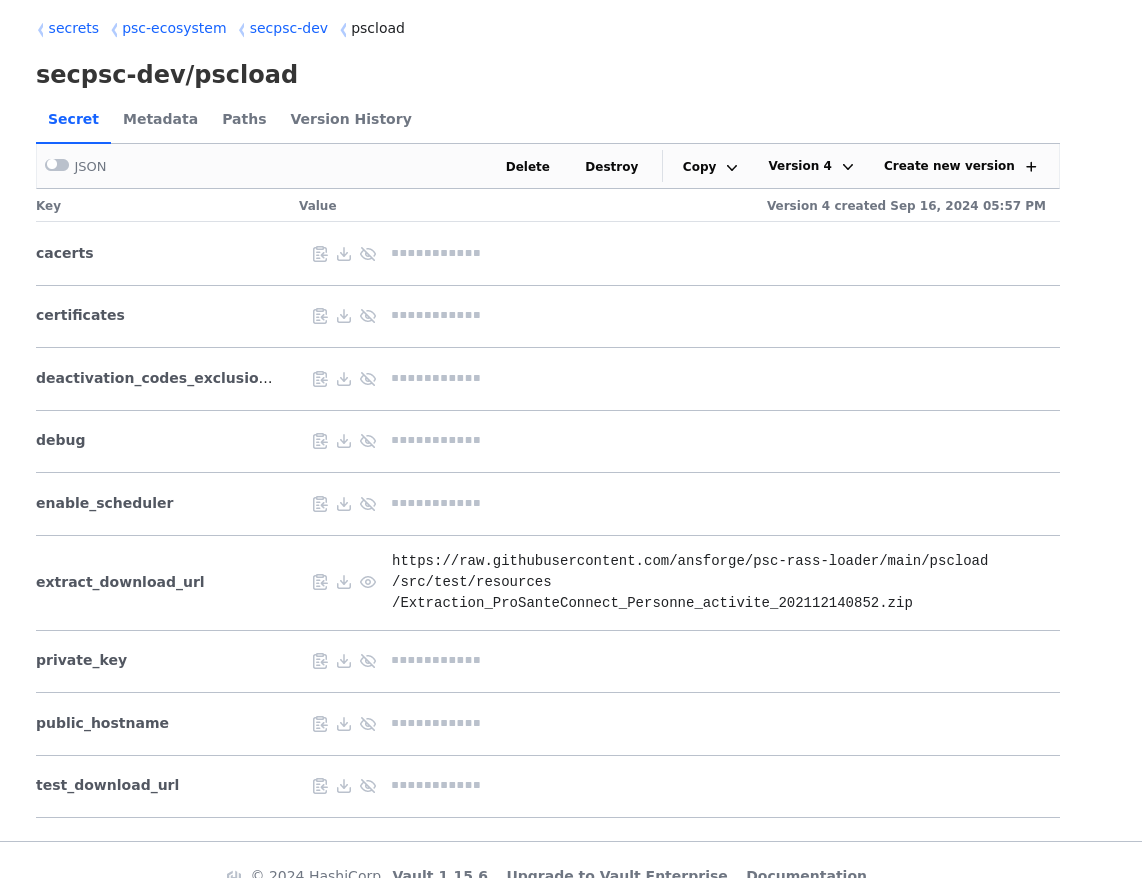 secrets psc-ecosystem secpsc-dev pscload
secpsc-dev/pscload
Secret Metadata Paths Version History
JSON Delete Destroy Copy Version 4 Create new version +
Key Value Version 4 created Sep 16, 2024 05:57 PM
cacerts
certificates
deactivation_codes_exclusio...
debug
enable_scheduler
https://raw.githubusercontent.com/ansforge/psc-rass-loader/main/pscload
extract_download_url /src/test/resources
/Extraction_ProSanteConnect_Personne_activite_202112140852.zip
private_key
public_hostname
test_download_url
© 2024 HashiCorp Vault 1.15.6 Upgrade to Vault Enterprise Documentation